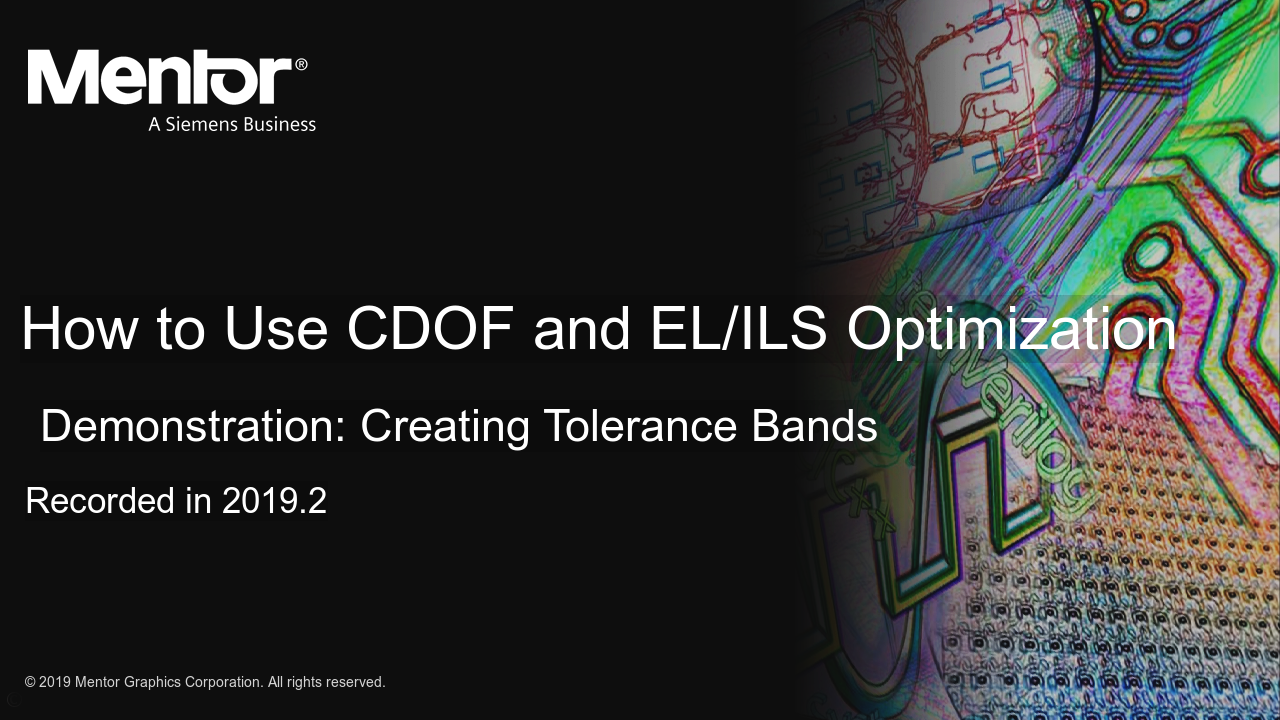 Mentor®
A Siemens Business
How to Use CDOF and EL/ILS Optimization
Demonstration: Creating Tolerance Bands
Recorded in 2019.2
© 2019 Mentor Graphics Corporation. All rights reserved.